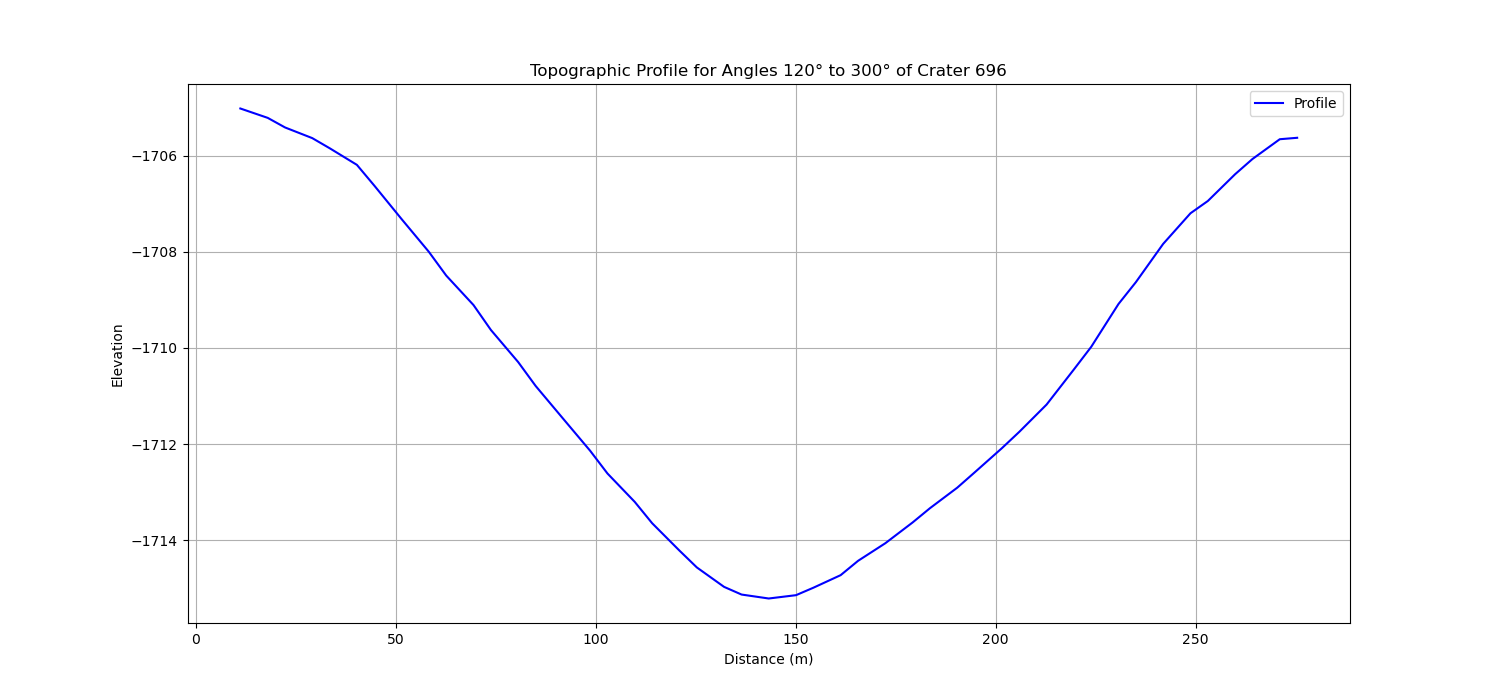 Topographic Profile for Angles 120° to 300° of Crater 696
Profile
−1706
−1708
−1710
−1712
−1714
Elevation
0 50 100 150 200 250
Distance (m)